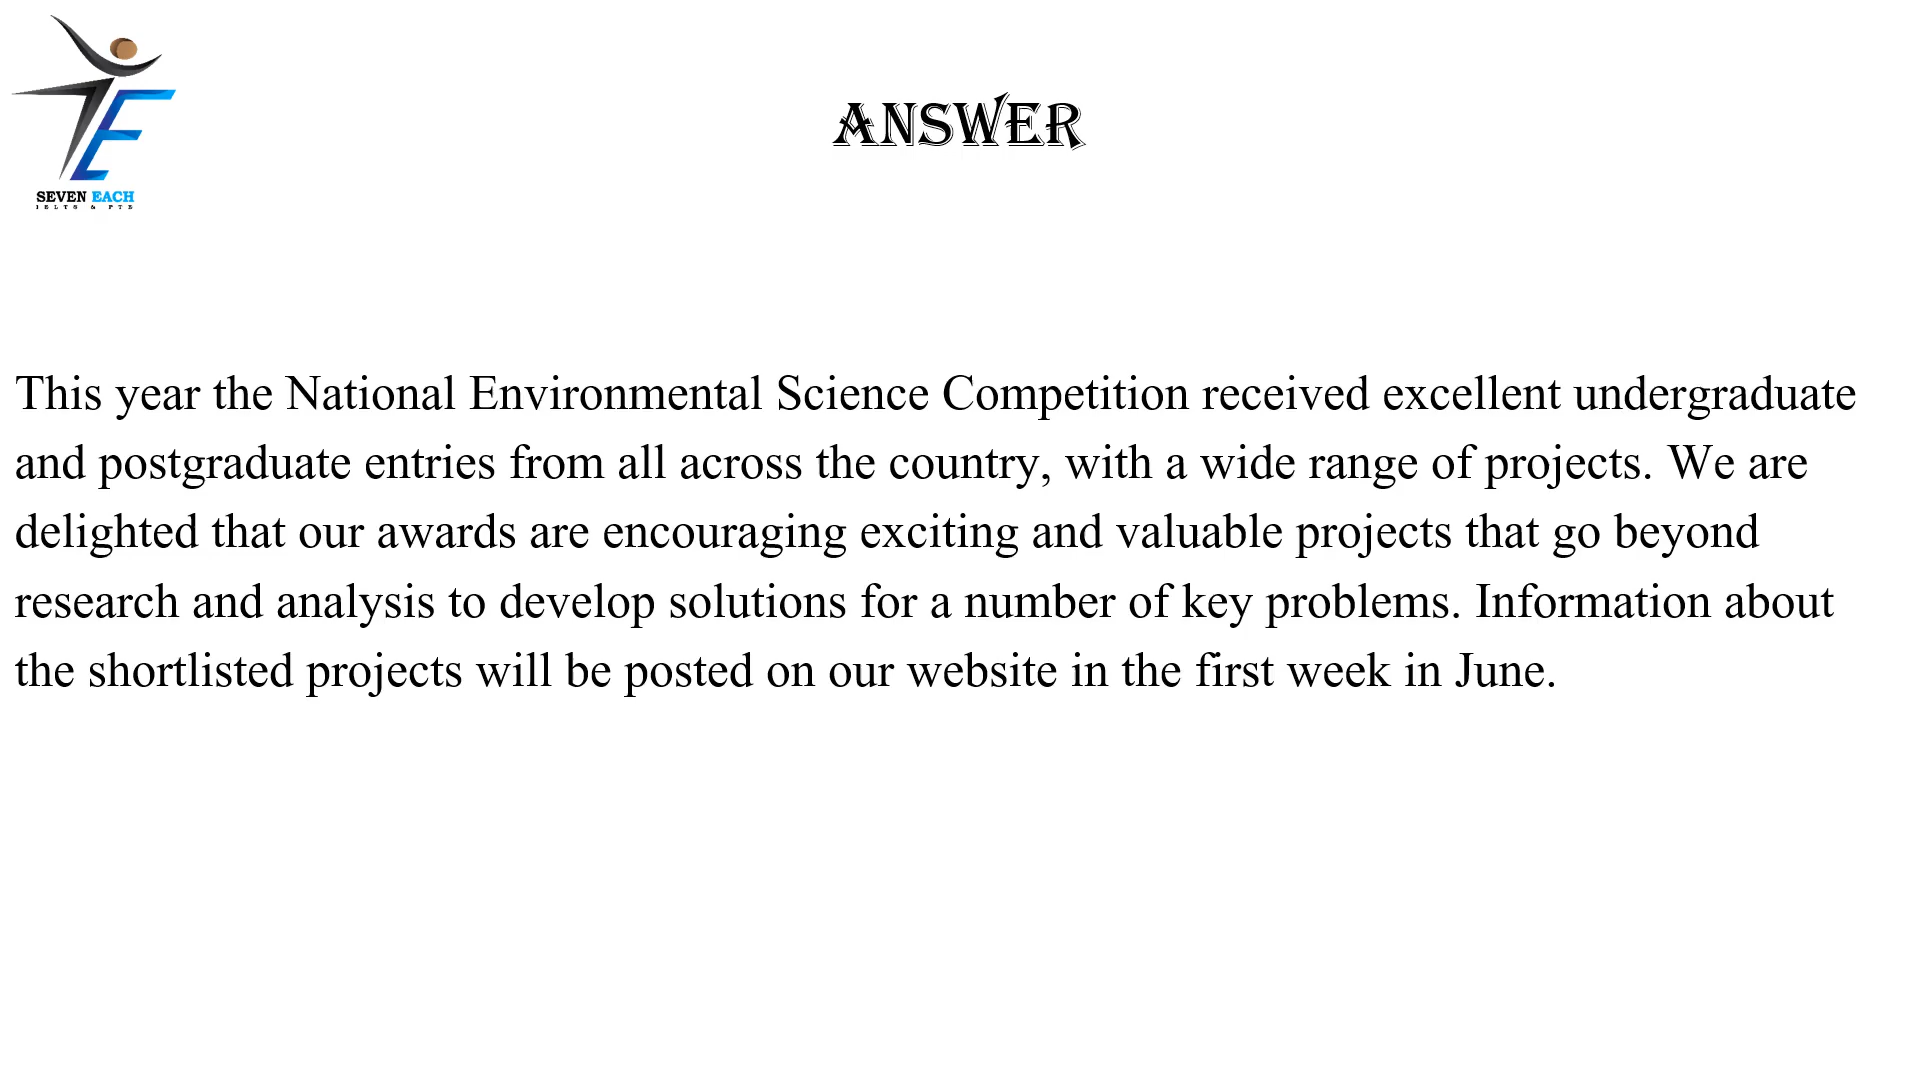 SEVEN EACH
IELTS & PTE
ANSWER
This year the National Environmental Science Competition received excellent undergraduate
and postgraduate entries from all across the country, with a wide range of projects. We are
delighted that our awards are encouraging exciting and valuable projects that go beyond
research and analysis to develop solutions for a number of key problems. Information about
the shortlisted projects will be posted on our website in the first week in June.